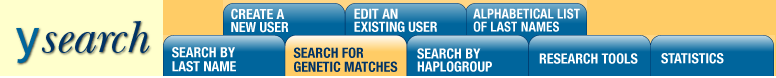 ysearch
CREATE A
NEW USER
EDIT AN
EXISTING USER
ALPHABETICAL LIST
OF LAST NAMES
SEARCH BY
LAST NAME
SEARCH FOR
GENETIC MATCHES
SEARCH BY
HAPLOGROUP
RESEARCH TOOLS
STATISTICS